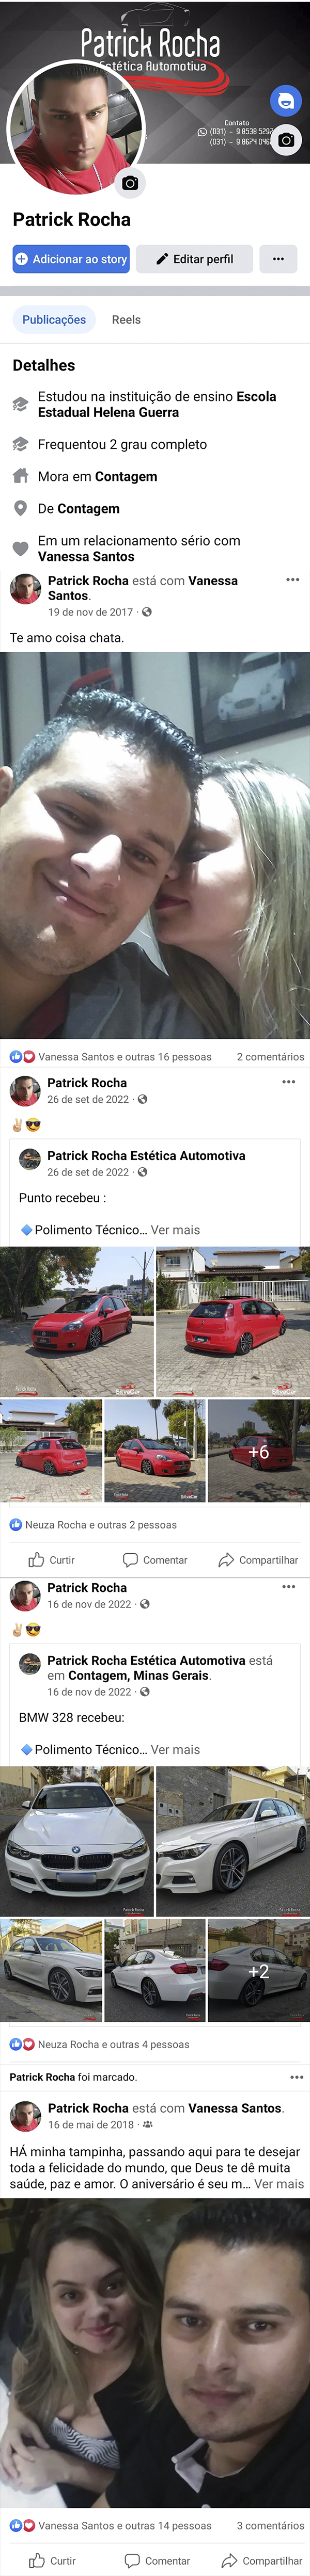 Patrick Rocha
Estética Automotiva
Contato
(031) - 9 8538 5297
(031) - 9 8674
Patrick Rocha
Adicionar ao story
Editar perfil
Publicações
Reels
Detalhes
Estudou na instituição de ensino Escola
Estadual Helena Guerra
Frequentou 2 grau completo
Mora em Contagem
De Contagem
Em um relacionamento sério com
Vanessa Santos
Patrick Rocha está com Vanessa
Santos.
19 de nov de 2017 ·
Te amo coisa chata.
Vanessa Santos e outras 16 pessoas
2 comentários
Patrick Rocha
26 de set de 2022 ·
✌🏼😎
Patrick Rocha Estética Automotiva
26 de set de 2022 ·
Punto recebeu :
🔷Polimento Técnico... Ver mais
SilvaCar
SilvaCar
+6
Neuza Rocha e outras 2 pessoas
Curtir
Comentar
Compartilhar
Patrick Rocha
16 de nov de 2022 ·
✌🏼😎
Patrick Rocha Estética Automotiva está
em Contagem, Minas Gerais.
16 de nov de 2022 ·
BMW 328 recebeu:
🔷Polimento Técnico... Ver mais
Patrick Rocha
Patrick Rocha
+2
Neuza Rocha e outras 4 pessoas
Patrick Rocha foi marcado.
Patrick Rocha está com Vanessa Santos.
16 de mai de 2018 ·
HÁ minha tampinha, passando aqui para te desejar
toda a felicidade do mundo, que Deus te dê muita
saúde, paz e amor. O aniversário é seu m... Ver mais
Vanessa Santos e outras 14 pessoas
3 comentários
Curtir
Comentar
Compartilhar